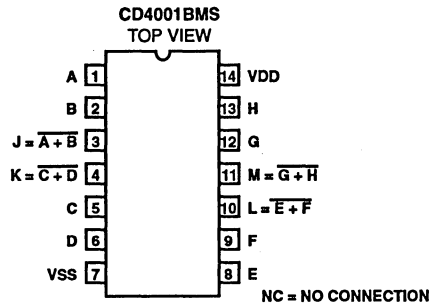 CD4001BMS
TOP VIEW
A 1 14 VDD
B 2 13 H
J = A + B 3 12 G
K = C + D 4 11 M = G + H
C 5 10 L = E + F
D 6 9 F
VSS 7 8 E
NC = NO CONNECTION